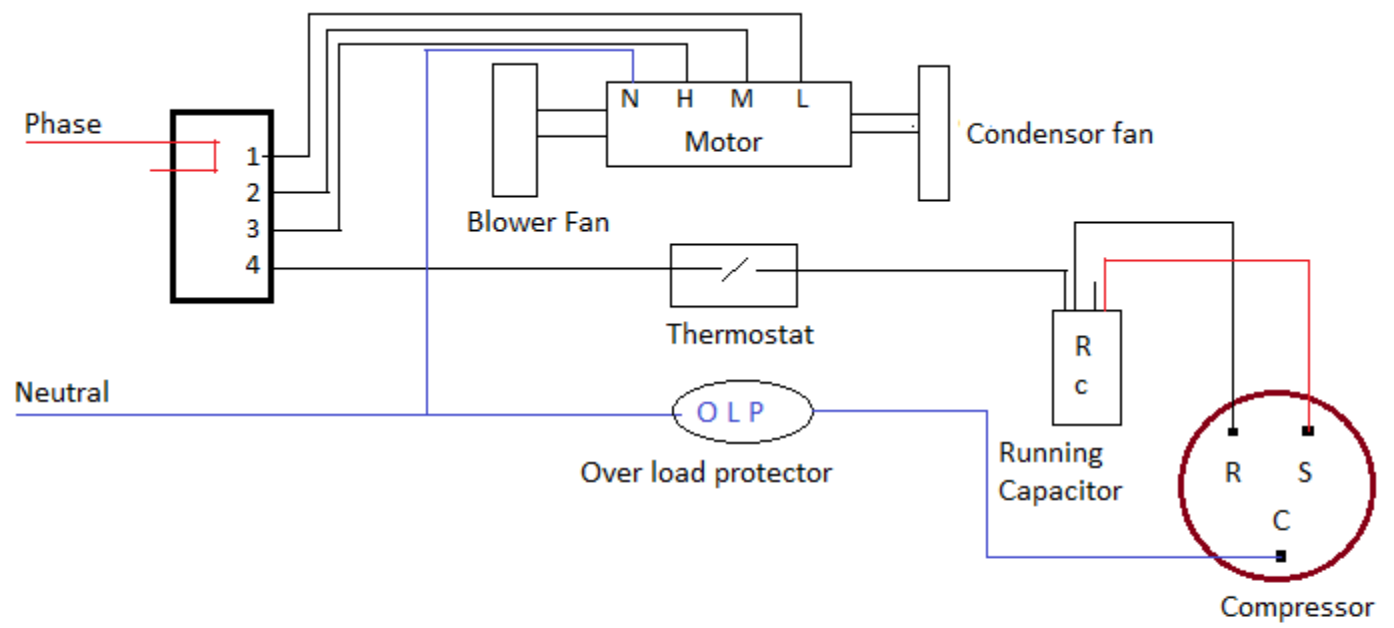 N H M L
Phase
Motor
Condensor fan
1
2
3
4
Blower Fan
Thermostat
R
c
Neutral
O L P
Over load protector
Running
Capacitor
R S
C
Compressor